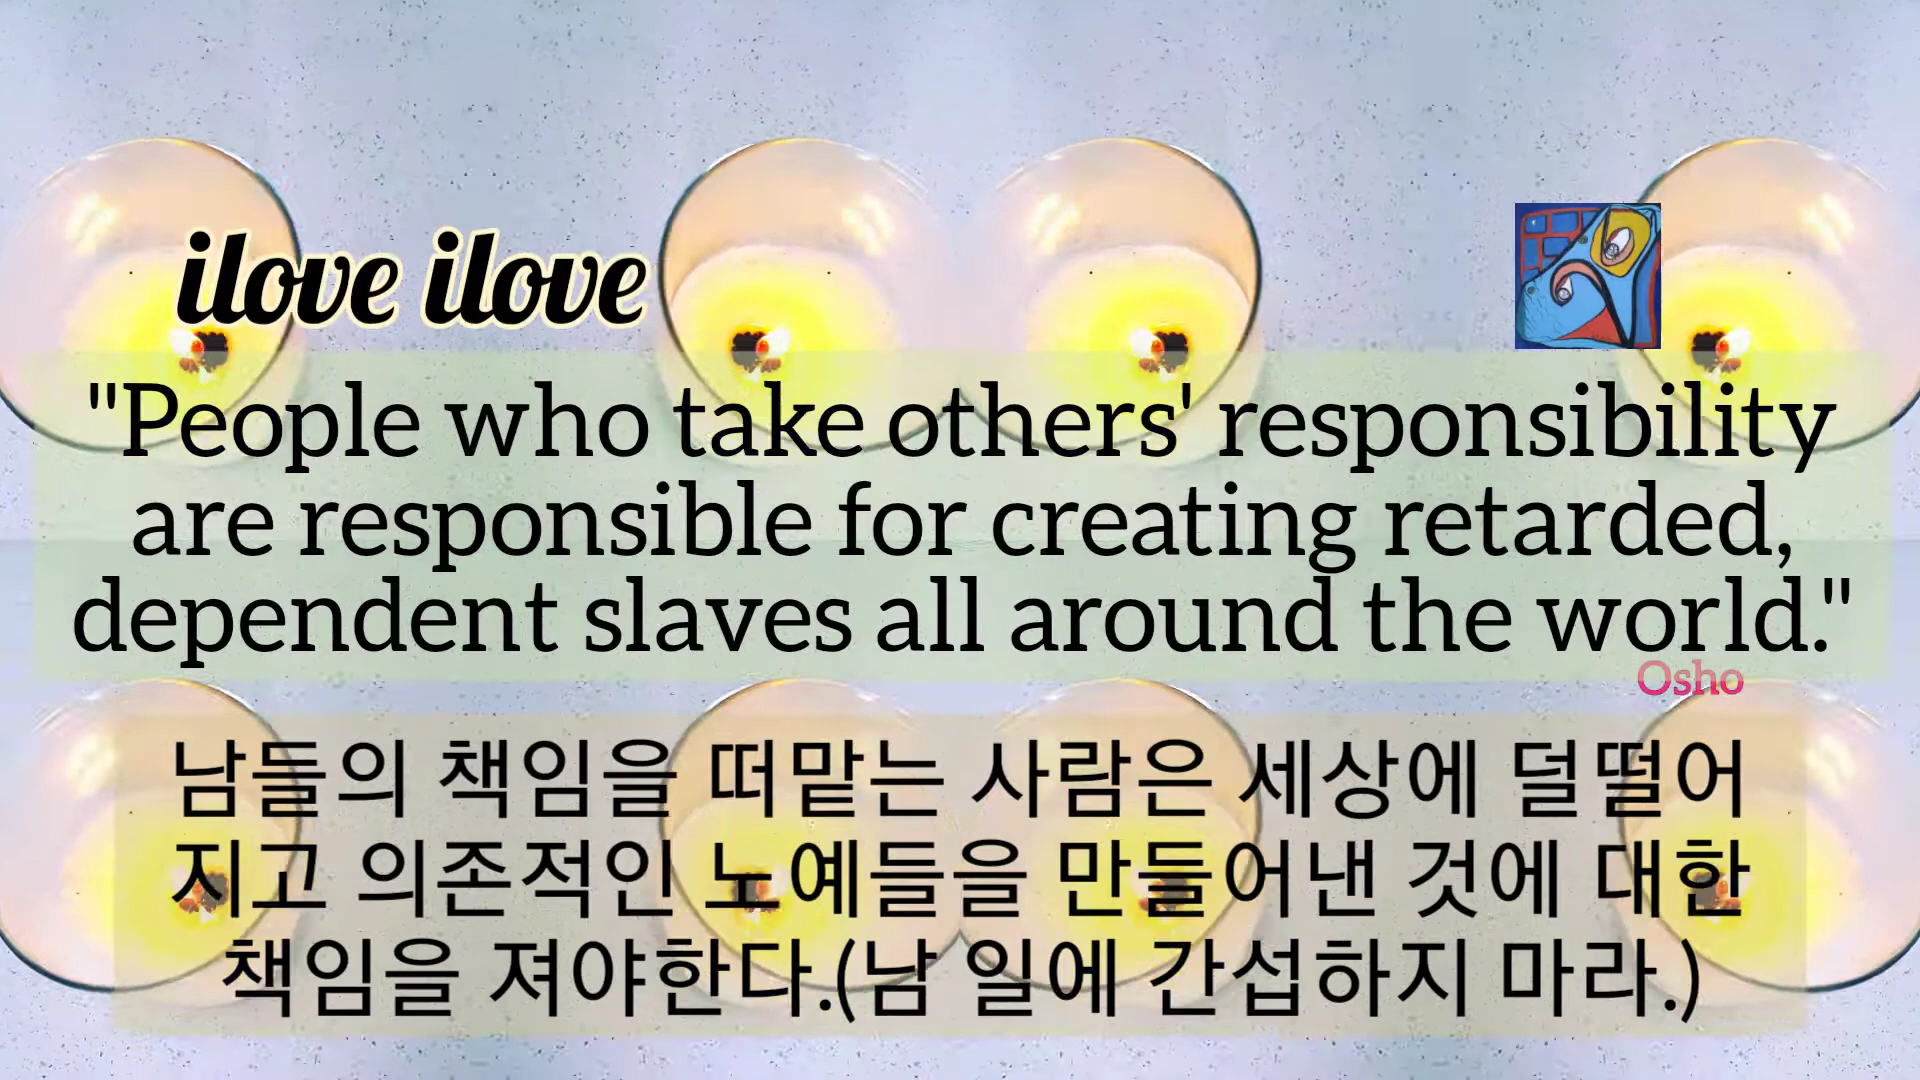 ilove ilove
"People who take others' responsibility
are responsible for creating retarded,
dependent slaves all around the world."
Osho
남들의 책임을 떠맡는 사람은 세상에 덜떨어
지고 의존적인 노예들을 만들어낸 것에 대한
책임을 져야한다.(남 일에 간섭하지 마라.)